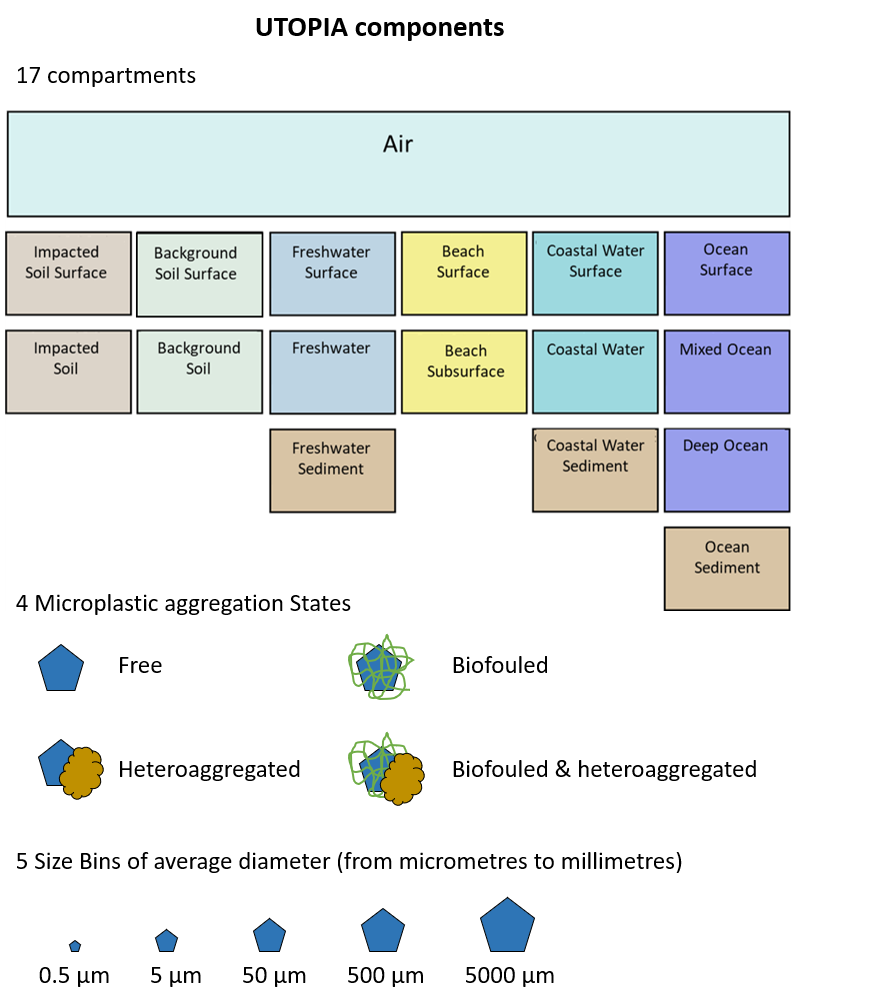 UTOPIA components
17 compartments
Air
Impacted
Soil Surface
Background
Soil Surface
Freshwater
Surface
Beach
Surface
Coastal Water
Surface
Ocean
Surface
Impacted
Soil
Background
Soil
Freshwater
Beach
Subsurface
Coastal Water
Mixed Ocean
Freshwater
Sediment
Coastal Water
Sediment
Deep Ocean
Ocean
Sediment
4 Microplastic aggregation States
Free
Biofouled
Heteroaggregated
Biofouled & heteroaggregated
5 Size Bins of average diameter (from micrometres to millimetres)
0.5 µm
5 µm
50 µm
500 µm
5000 µm